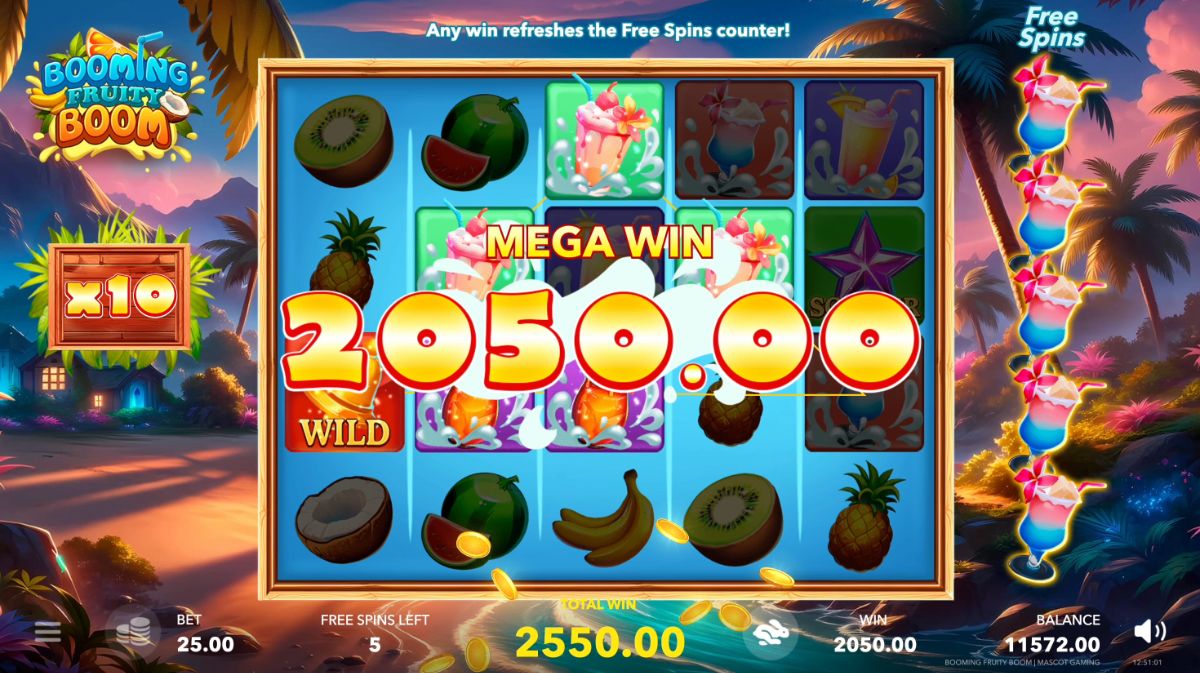 Any win refreshes the Free Spins counter!
Free
Spins
BOOMING
FRUITY
BOOM
x10
MEGA WIN
2050.00
WILD
TOTAL WIN
2550.00
BET
25.00
FREE SPINS LEFT
5
WIN
2050.00
BALANCE
11572.00
BOOMING FRUITY BOOM | MASCOT GAMING
12:51:01